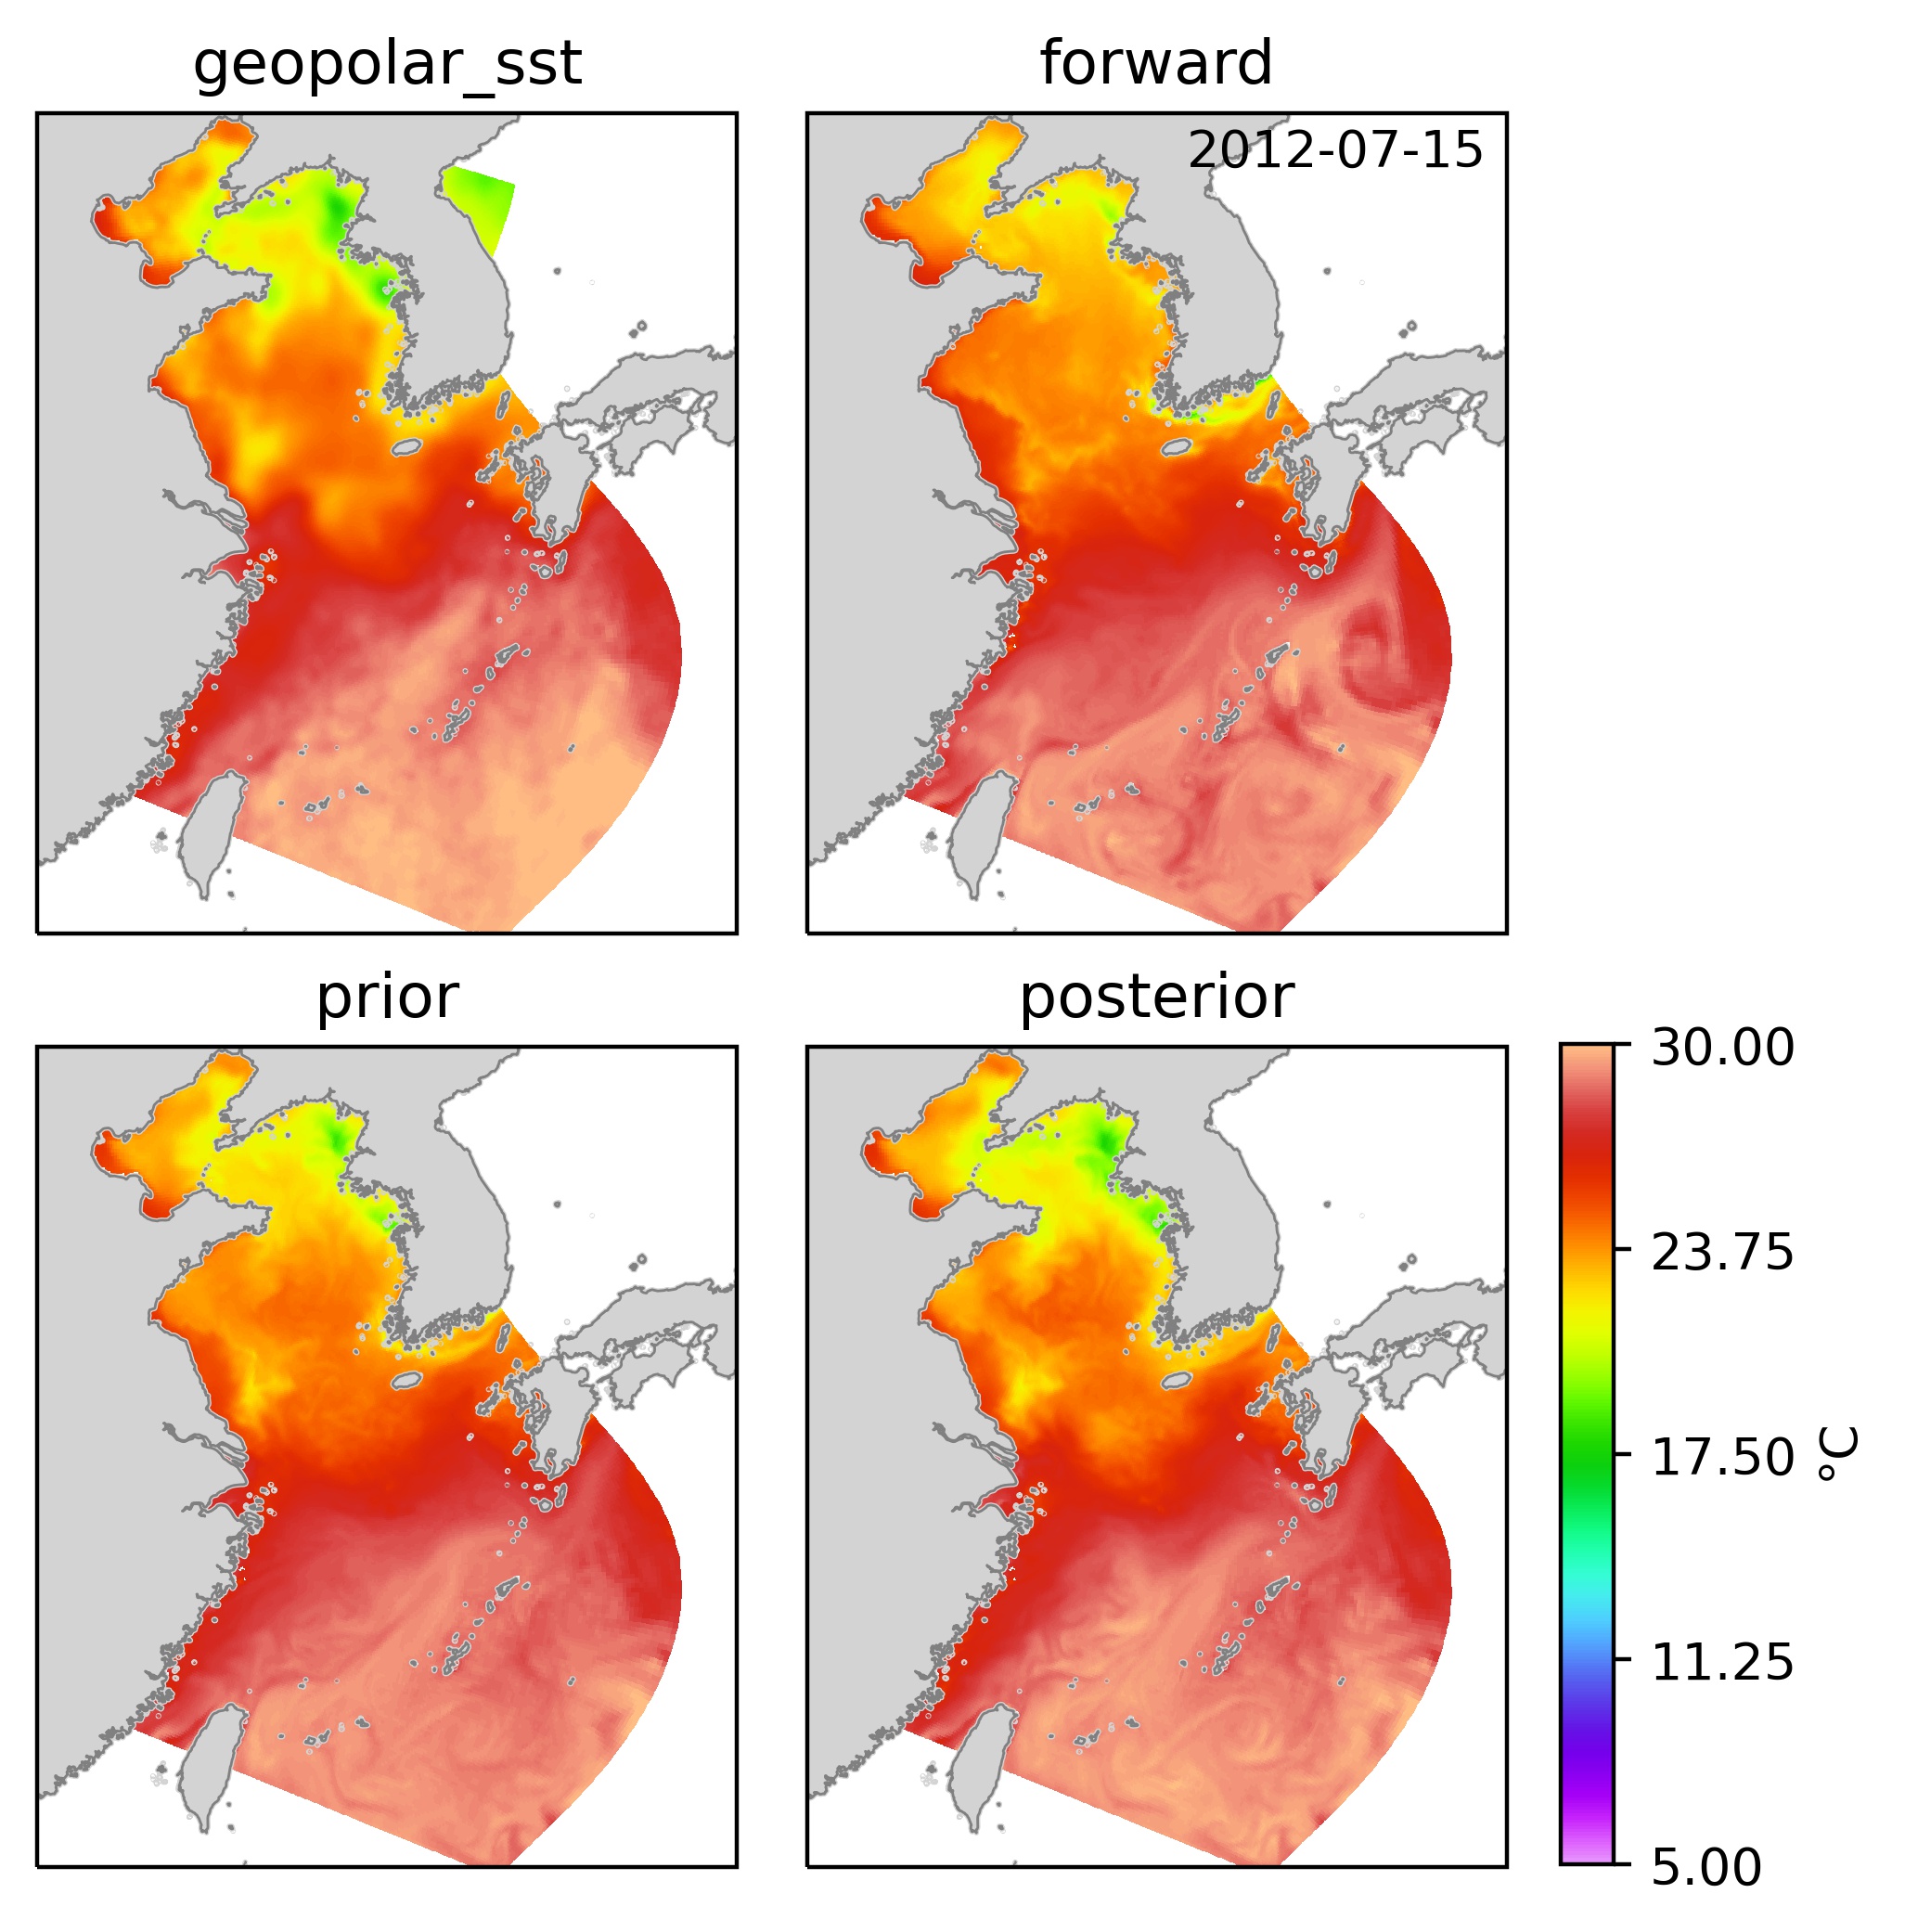 geopolar_sst
forward
2012-07-15
prior
posterior
30.00
23.75
17.50
11.25
5.00
°C